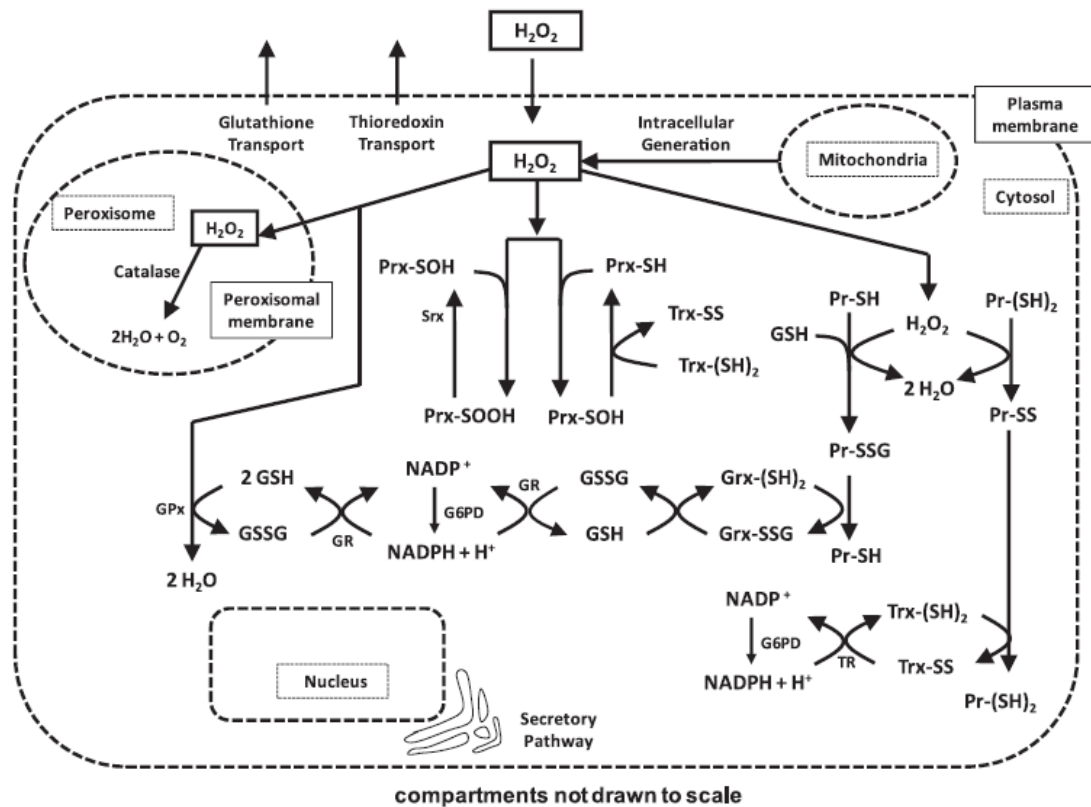 H₂O₂
Glutathione
Transport
Thioredoxin
Transport
Intracellular
Generation
Plasma
membrane
H₂O₂
Mitochondria
Cytosol
Peroxisome
H₂O₂
Catalase
Peroxisomal
membrane
2H₂O + O₂
Prx-SOH
Prx-SH
Srx
Trx-SS
Trx-(SH)₂
Prx-SOOH
Prx-SOH
Pr-SH
GSH
H₂O₂
Pr-(SH)₂
2 H₂O
Pr-SS
Pr-SSG
2 GSH
NADP⁺
GR
GSSG
Grx-(SH)₂
GPx
G6PD
GSSG
GR
NADPH + H⁺
GSH
Grx-SSG
Pr-SH
2 H₂O
NADP⁺
Trx-(SH)₂
G6PD
TR
Trx-SS
NADPH + H⁺
Pr-(SH)₂
Nucleus
Secretory
Pathway
compartments not drawn to scale